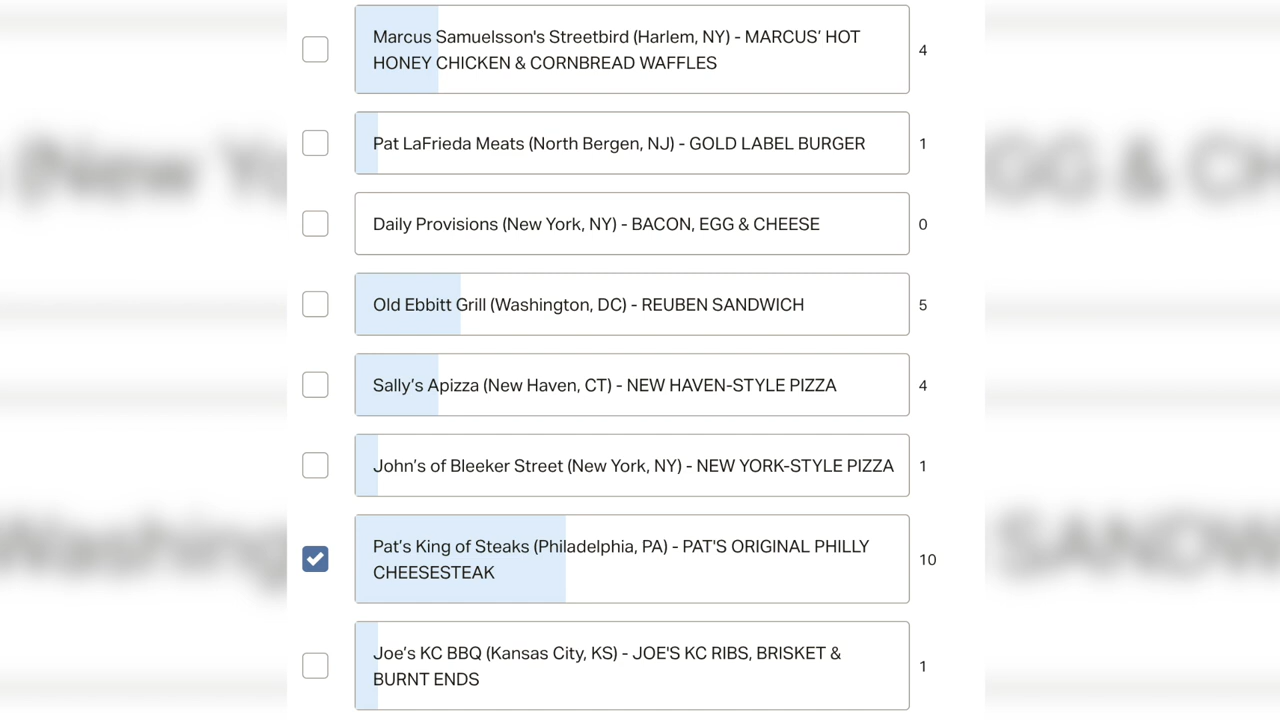 Marcus Samuelsson's Streetbird (Harlem, NY) - MARCUS’ HOT
HONEY CHICKEN & CORNBREAD WAFFLES
4
Pat LaFrieda Meats (North Bergen, NJ) - GOLD LABEL BURGER
1
Daily Provisions (New York, NY) - BACON, EGG & CHEESE
0
Old Ebbitt Grill (Washington, DC) - REUBEN SANDWICH
5
Sally’s Apizza (New Haven, CT) - NEW HAVEN-STYLE PIZZA
4
John’s of Bleeker Street (New York, NY) - NEW YORK-STYLE PIZZA
1
Pat’s King of Steaks (Philadelphia, PA) - PAT'S ORIGINAL PHILLY
CHEESESTEAK
10
Joe’s KC BBQ (Kansas City, KS) - JOE'S KC RIBS, BRISKET &
BURNT ENDS
1